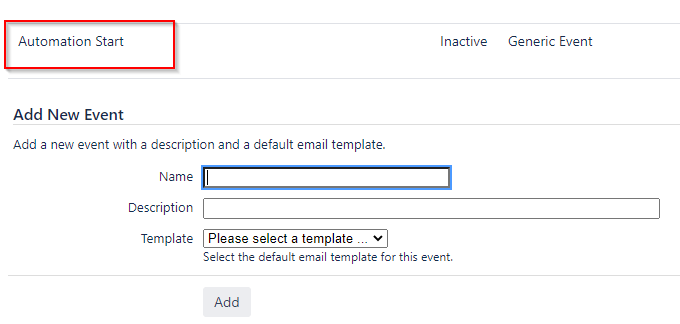 Automation Start Inactive Generic Event
Add New Event
Add a new event with a description and a default email template.
Name
Description
Template Please select a template ...
Select the default email template for this event.
Add